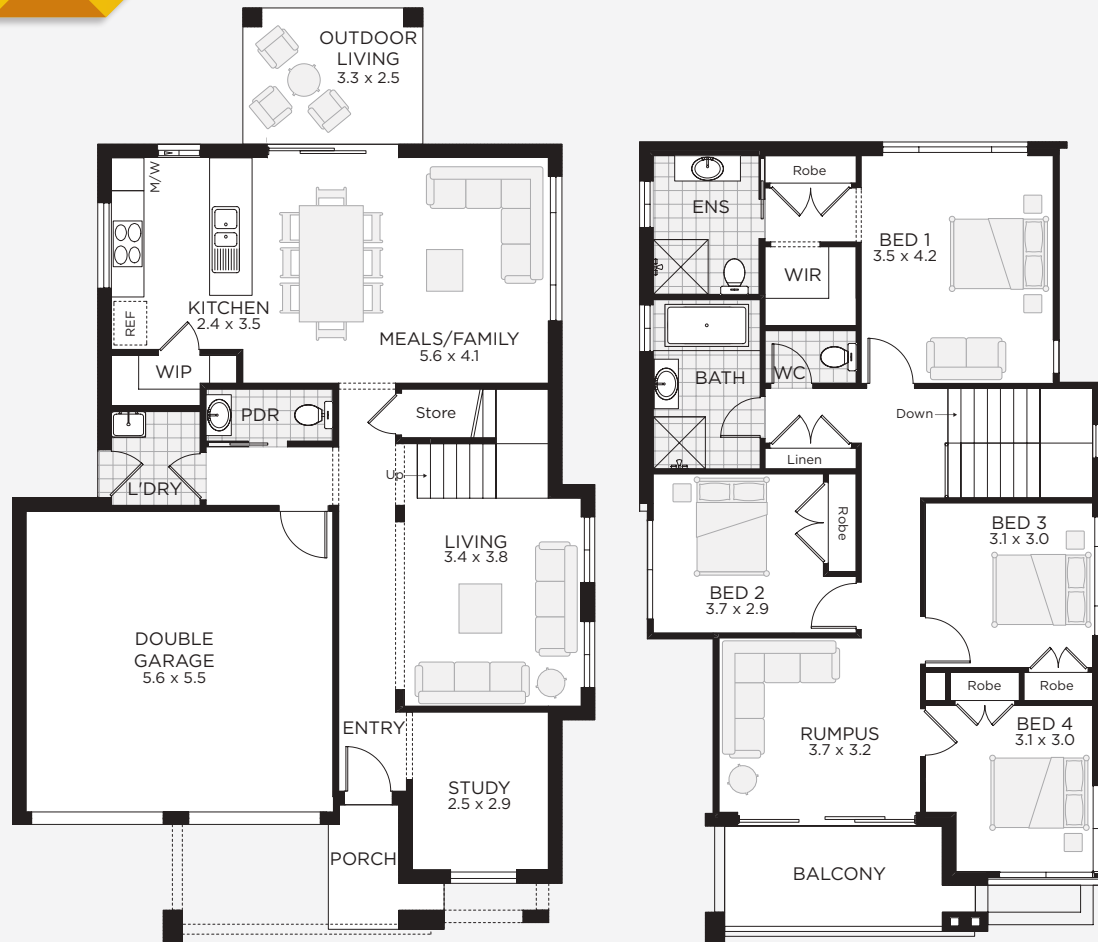 OUTDOOR
LIVING
3.3 x 2.5
M/W
KITCHEN
2.4 x 3.5
REF
MEALS/FAMILY
5.6 x 4.1
WIP
PDR
Store
L'DRY
Up
LIVING
3.4 x 3.8
DOUBLE
GARAGE
5.6 x 5.5
ENTRY
STUDY
2.5 x 2.9
PORCH
Robe
ENS
BED 1
3.5 x 4.2
WIR
BATH
WC
Down
Linen
Robe
BED 2
3.7 x 2.9
BED 3
3.1 x 3.0
Robe
Robe
RUMPUS
3.7 x 3.2
BED 4
3.1 x 3.0
BALCONY